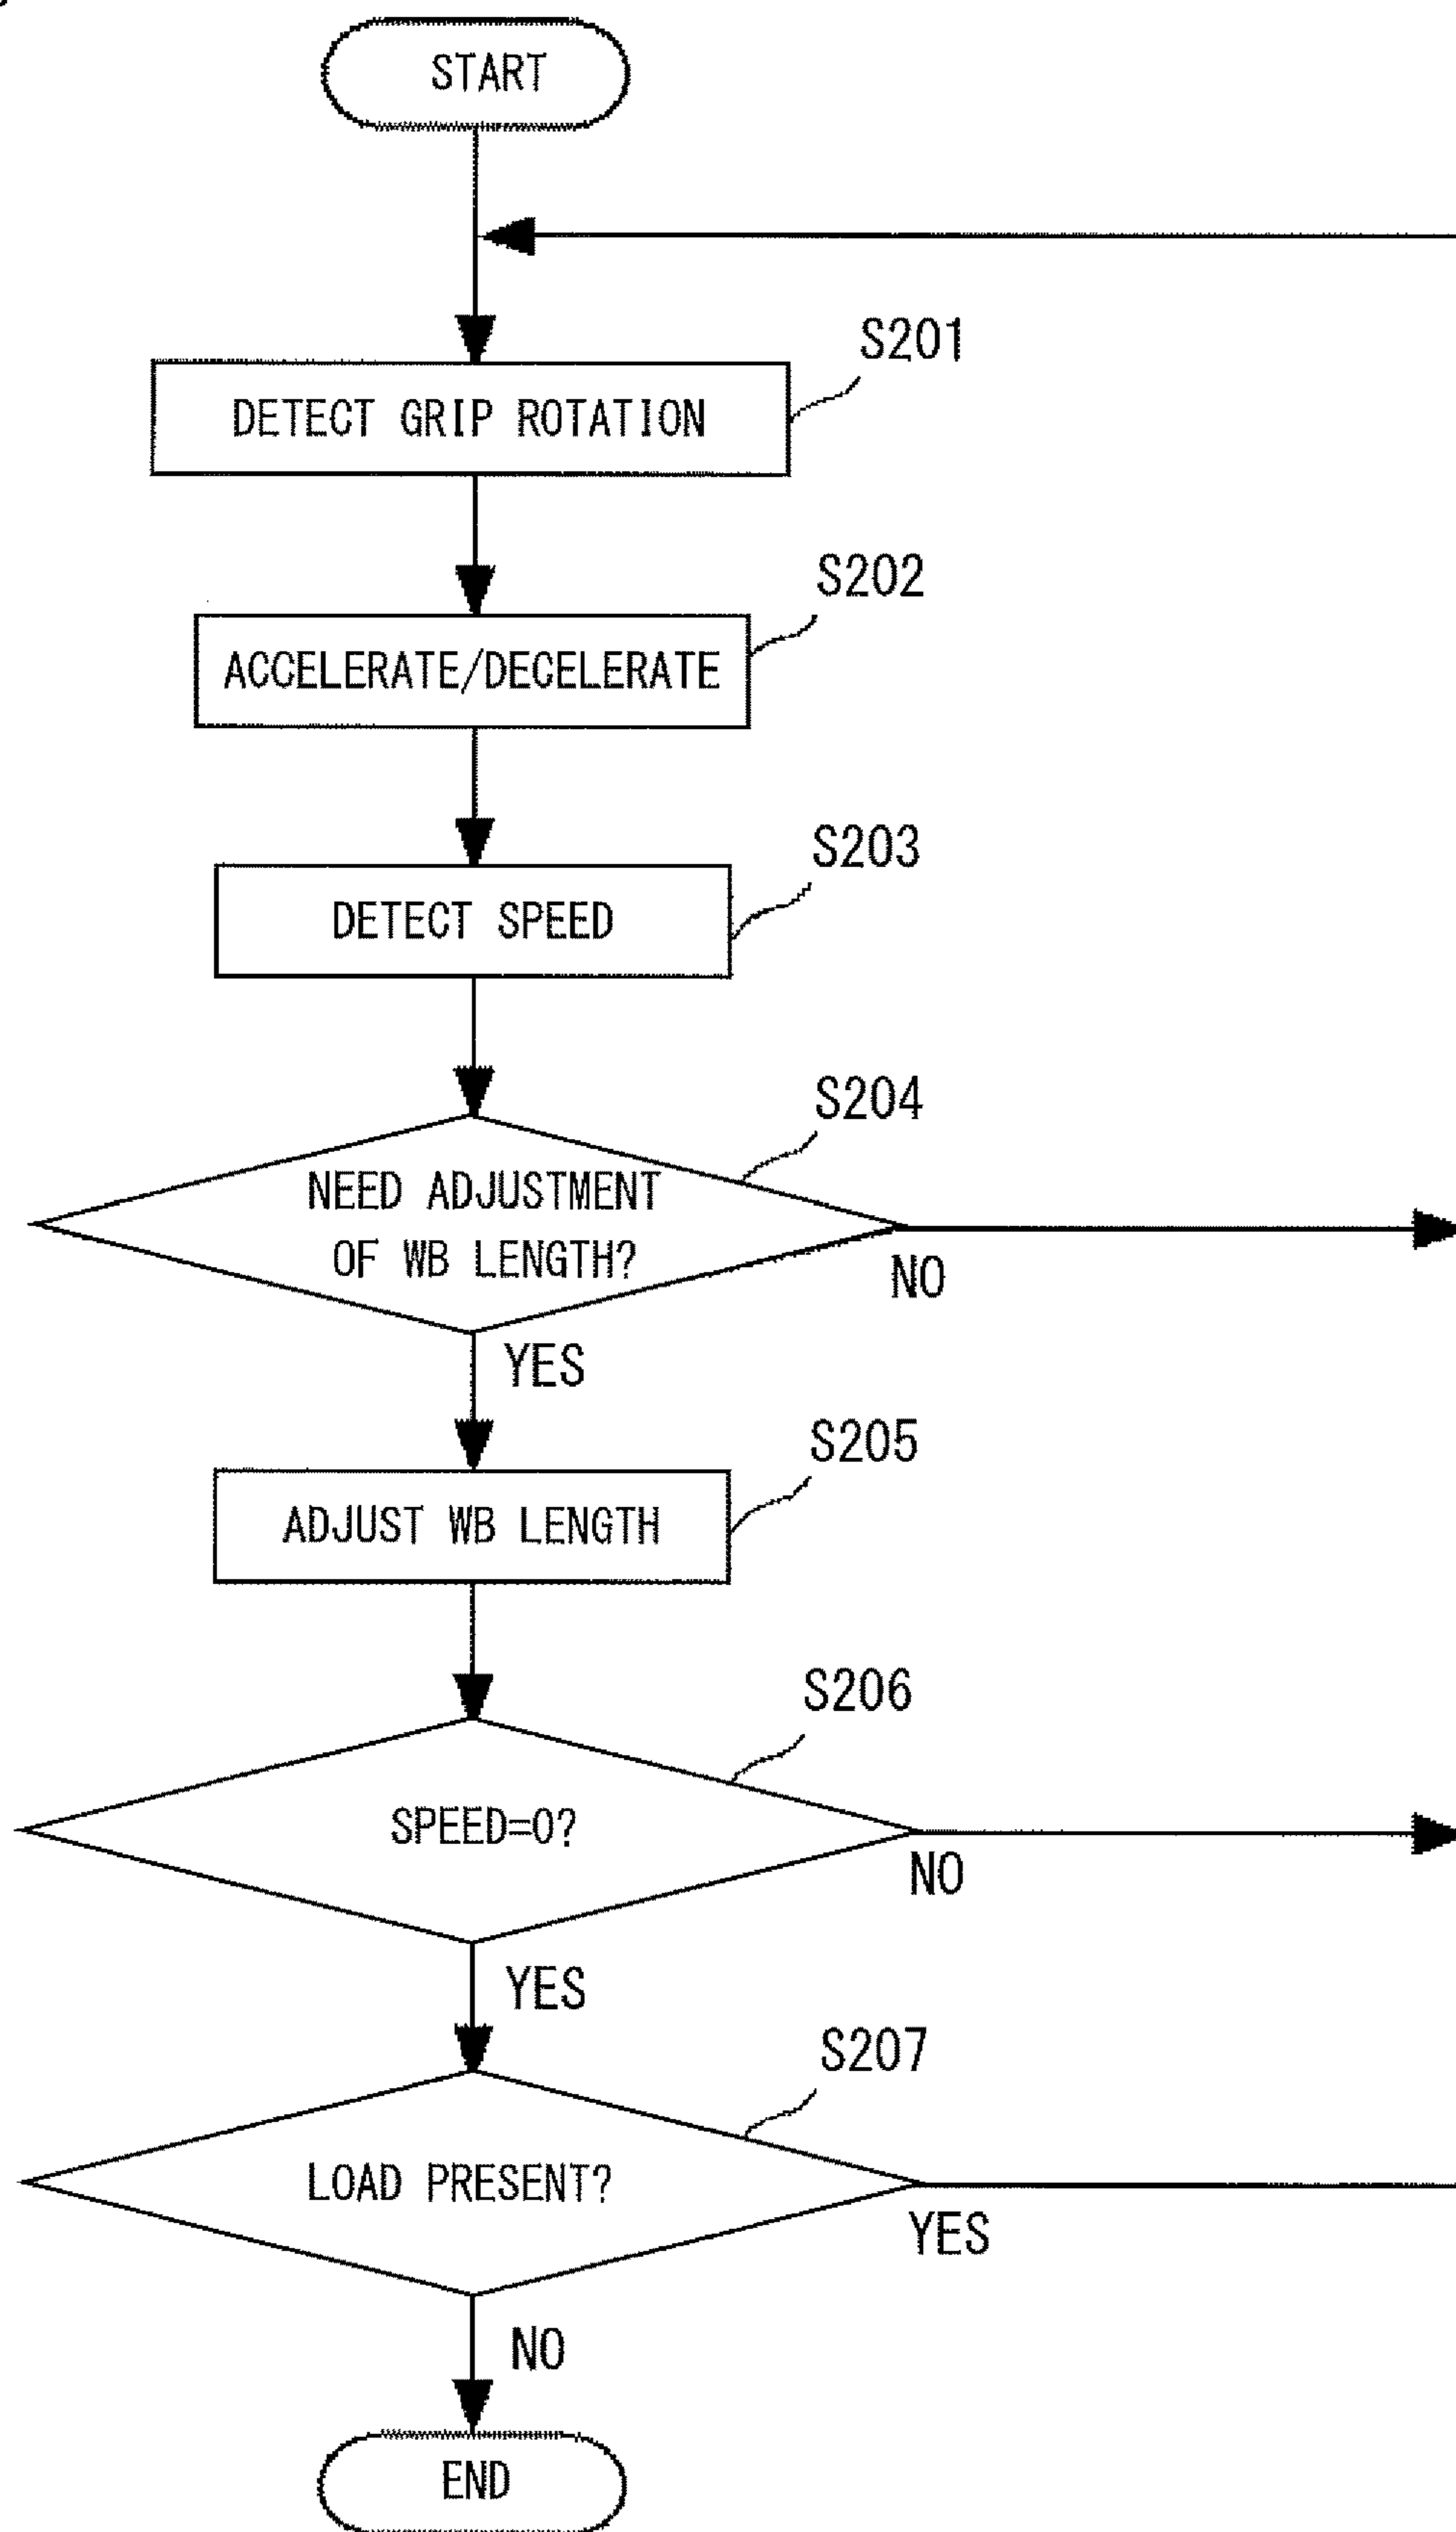 START
S201
DETECT GRIP ROTATION
S202
ACCELERATE/DECELERATE
S203
DETECT SPEED
S204
NEED ADJUSTMENT
OF WB LENGTH?
NO
YES
S205
ADJUST WB LENGTH
S206
SPEED=0?
NO
YES
S207
LOAD PRESENT?
YES
NO
END